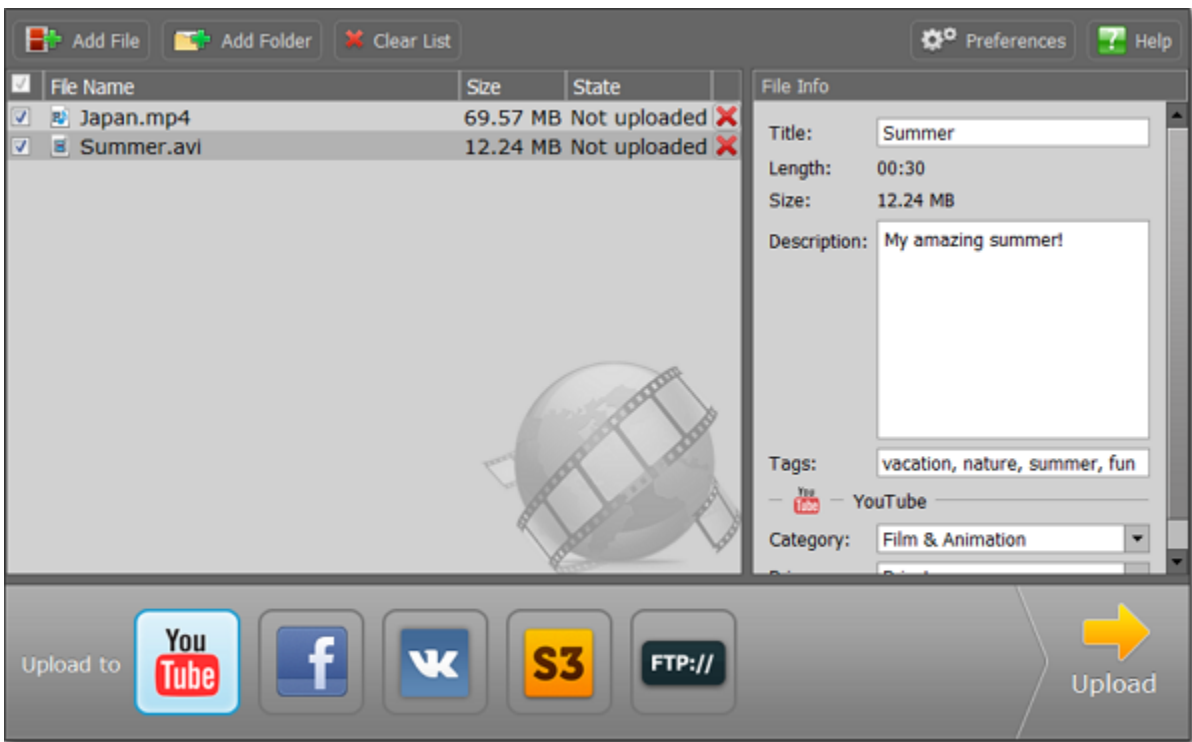 Add File Add Folder Clear List Preferences Help
File Name Size State
Japan.mp4 69.57 MB Not uploaded
Summer.avi 12.24 MB Not uploaded
File Info
Title: Summer
Length: 00:30
Size: 12.24 MB
Description: My amazing summer!
Tags: vacation, nature, summer, fun
You Tube YouTube
Category: Film & Animation
Upload to You Tube f S3 FTP:// Upload